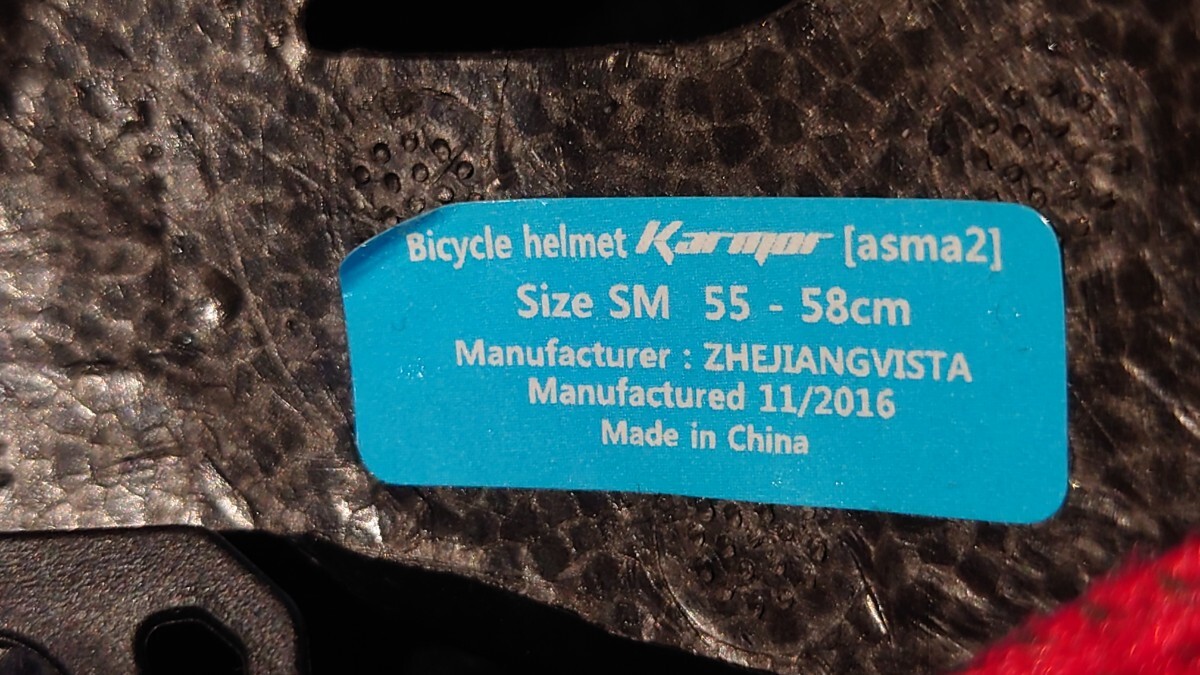 Bicycle helmet Karmor [asma2]
Size SM 55 - 58cm
Manufacturer : ZHEJIANGVISTA
Manufactured 11/2016
Made in China